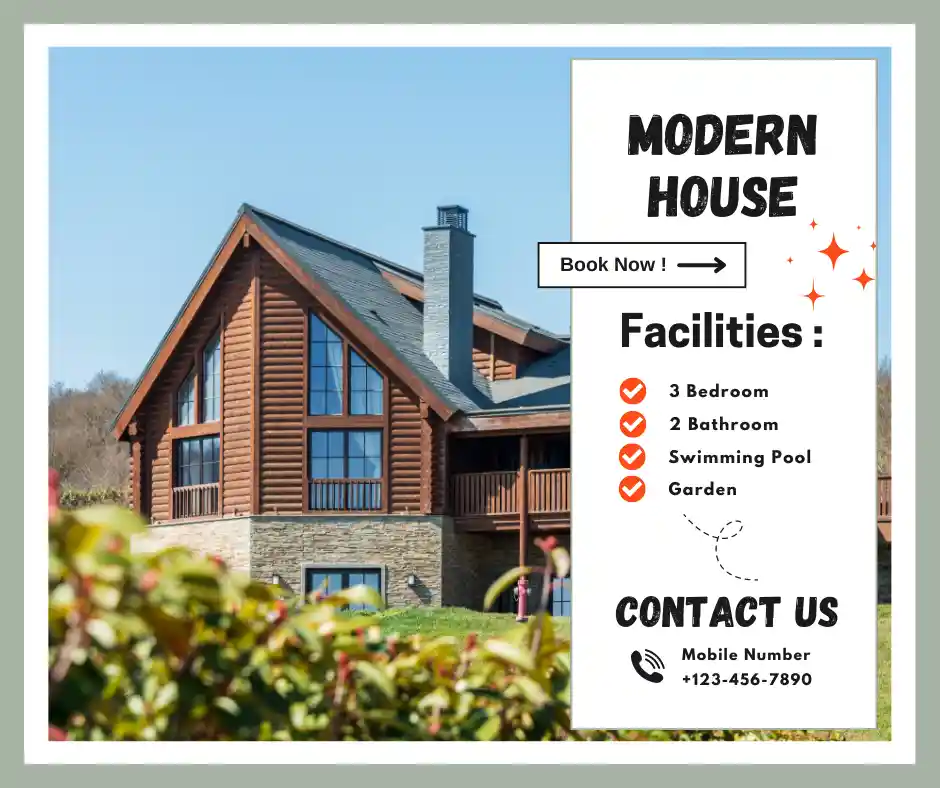 MODERN
HOUSE
Book Now !
Facilities :
3 Bedroom
2 Bathroom
Swimming Pool
Garden
CONTACT US
Mobile Number
+123-456-7890